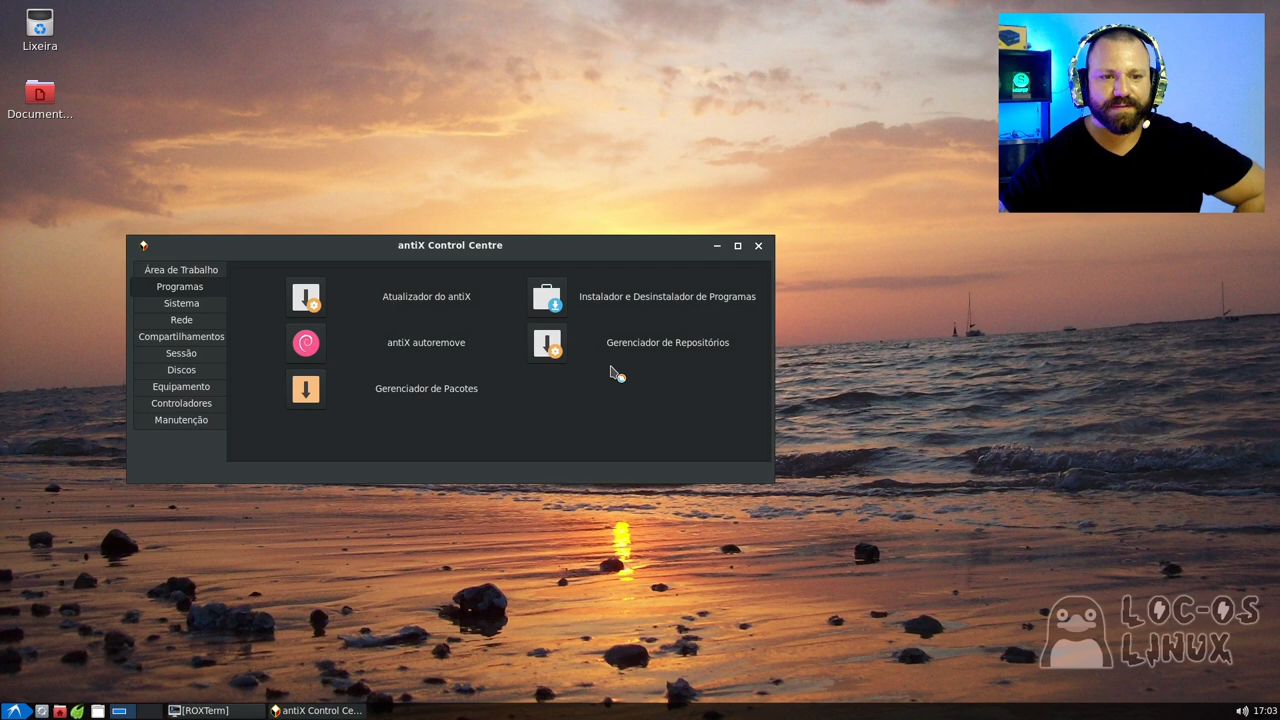 Lixeira
Document...
antiX Control Centre
Área de Trabalho
Programas
Sistema
Rede
Compartilhamentos
Sessão
Discos
Equipamento
Controladores
Manutenção
Atualizador do antiX
Instalador e Desinstalador de Programas
antiX autoremove
Gerenciador de Repositórios
Gerenciador de Pacotes
LOC-OS
LINUX
[ROXTerm]
antiX Control Ce...
17:03